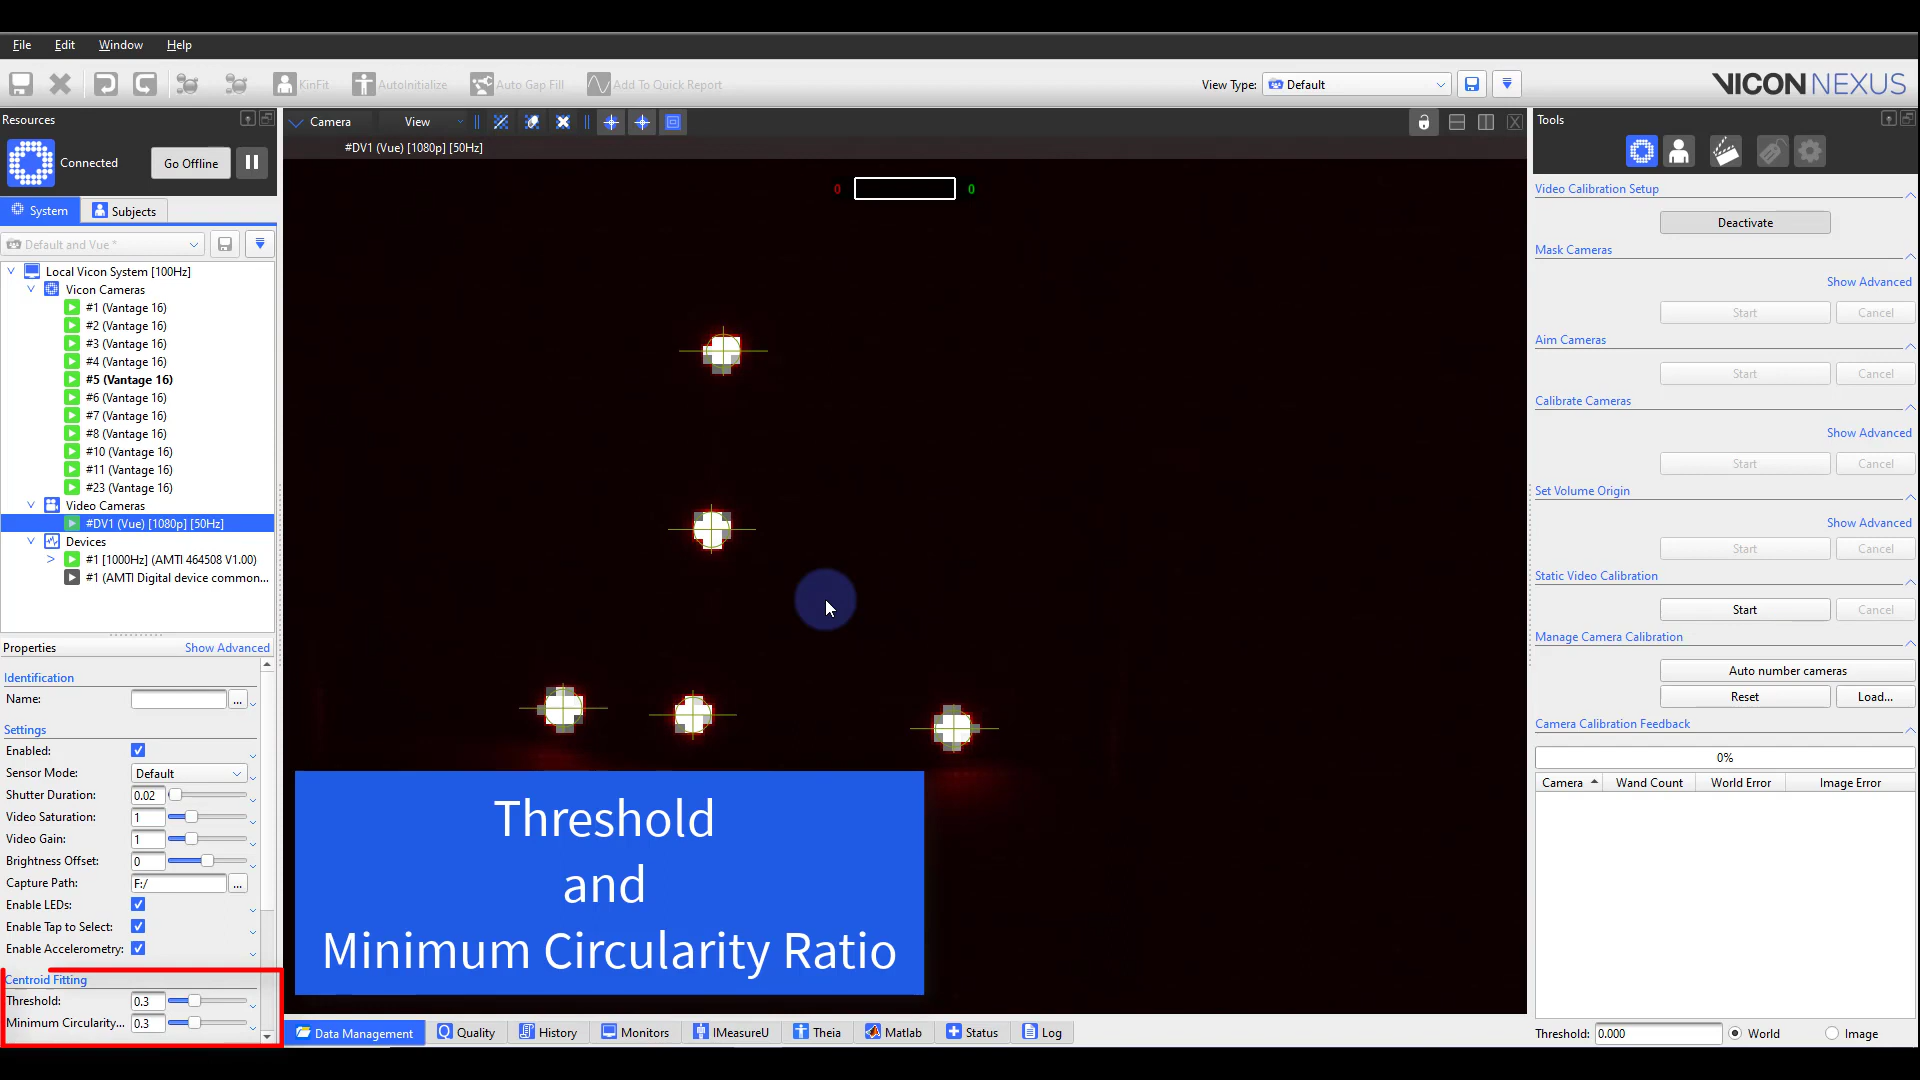 File Edit Window Help
KinFit AutoInitialize Auto Gap Fill Add To Quick Report
View Type: Default
VICON NEXUS
Resources
Connected
Go Offline
System Subjects
Default and Vue *
Local Vicon System [100Hz]
Vicon Cameras
#1 (Vantage 16)
#2 (Vantage 16)
#3 (Vantage 16)
#4 (Vantage 16)
#5 (Vantage 16)
#6 (Vantage 16)
#7 (Vantage 16)
#8 (Vantage 16)
#10 (Vantage 16)
#11 (Vantage 16)
#23 (Vantage 16)
Video Cameras
#DV1 (Vue) [1080p] [50Hz]
Devices
#1 [1000Hz] (AMTI 464508 V1.00)
#1 (AMTI Digital device common...
Properties Show Advanced
Identification
Name: ...
Settings
Enabled:
Sensor Mode: Default
Shutter Duration: 0.02
Video Saturation: 1
Video Gain: 1
Brightness Offset: 0
Capture Path: F:/ ...
Enable LEDs:
Enable Tap to Select:
Enable Accelerometry:
Centroid Fitting
Threshold: 0.3
Minimum Circularity... 0.3
Camera View
#DV1 (Vue) [1080p] [50Hz]
0 0
Threshold
and
Minimum Circularity Ratio
Data Management Quality History Monitors IMeasureU Theia Matlab Status Log
Tools
Video Calibration Setup
Deactivate
Mask Cameras
Show Advanced
Start Cancel
Aim Cameras
Start Cancel
Calibrate Cameras
Show Advanced
Start Cancel
Set Volume Origin
Show Advanced
Start Cancel
Static Video Calibration
Start Cancel
Manage Camera Calibration
Auto number cameras
Reset Load...
Camera Calibration Feedback
0%
Camera Wand Count World Error Image Error
Threshold: 0.000 World Image